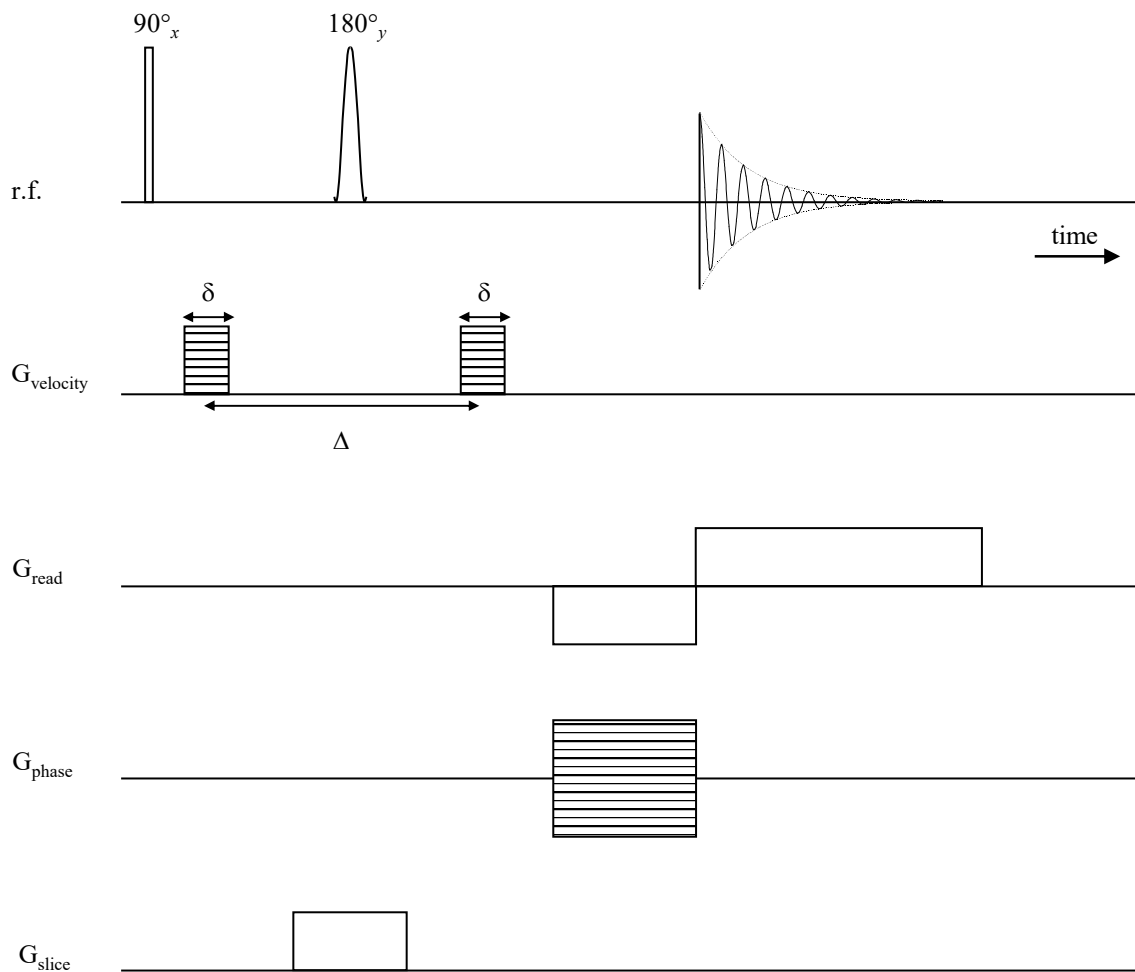 90°x 180°y
r.f.
time
δ δ
Gvelocity
Δ
Gread
Gphase
Gslice